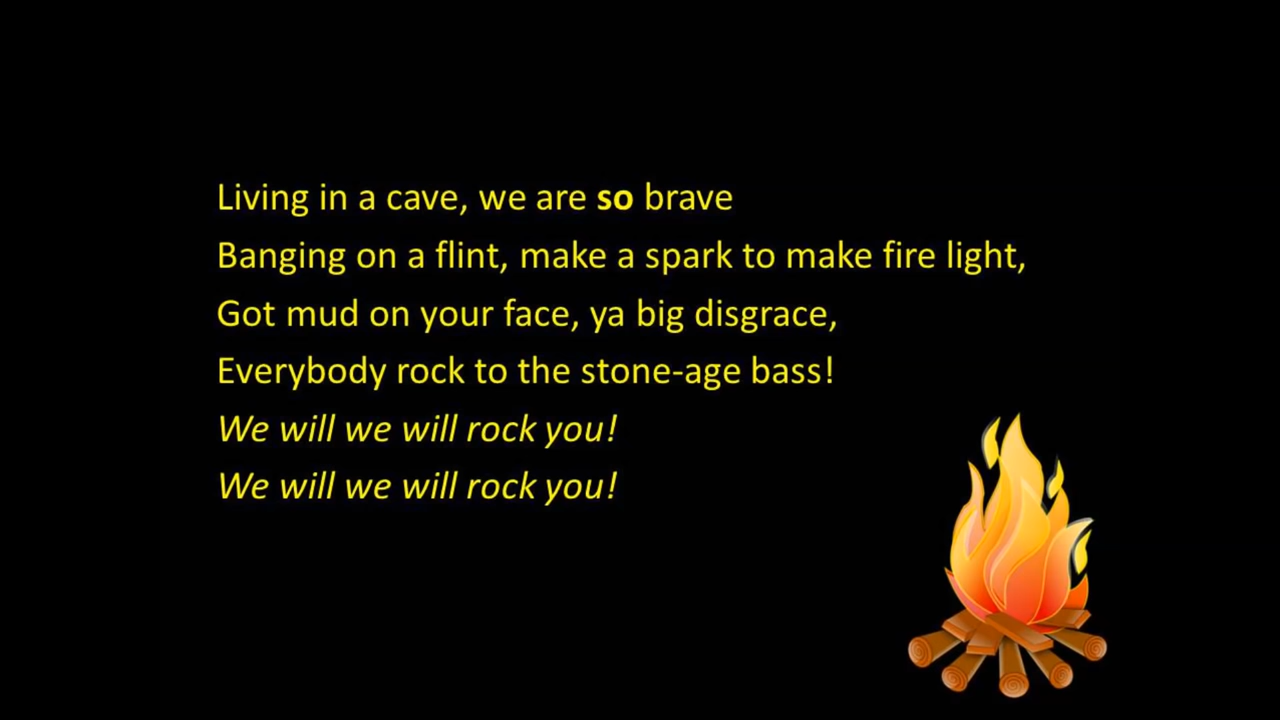 Living in a cave, we are so brave
Banging on a flint, make a spark to make fire light,
Got mud on your face, ya big disgrace,
Everybody rock to the stone-age bass!
We will we will rock you!
We will we will rock you!